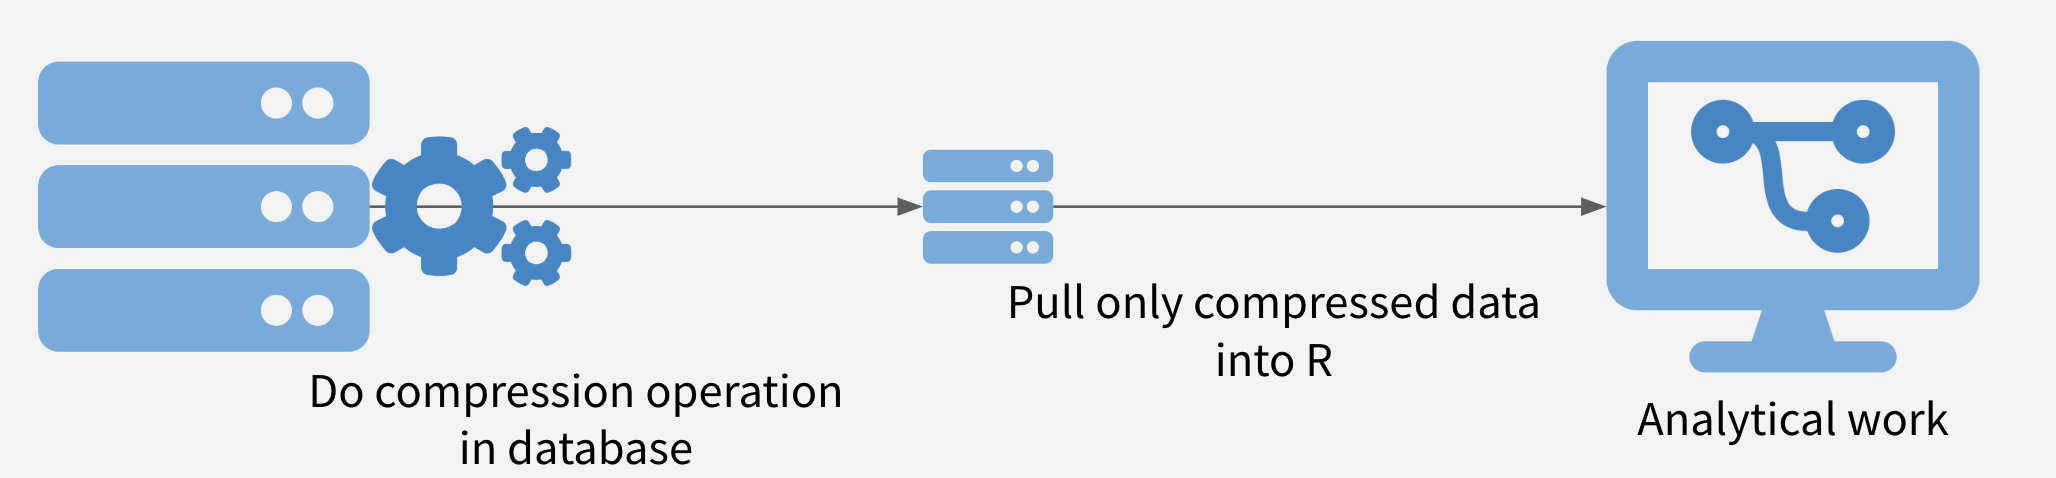 Do compression operation
in database
Pull only compressed data
into R
Analytical work